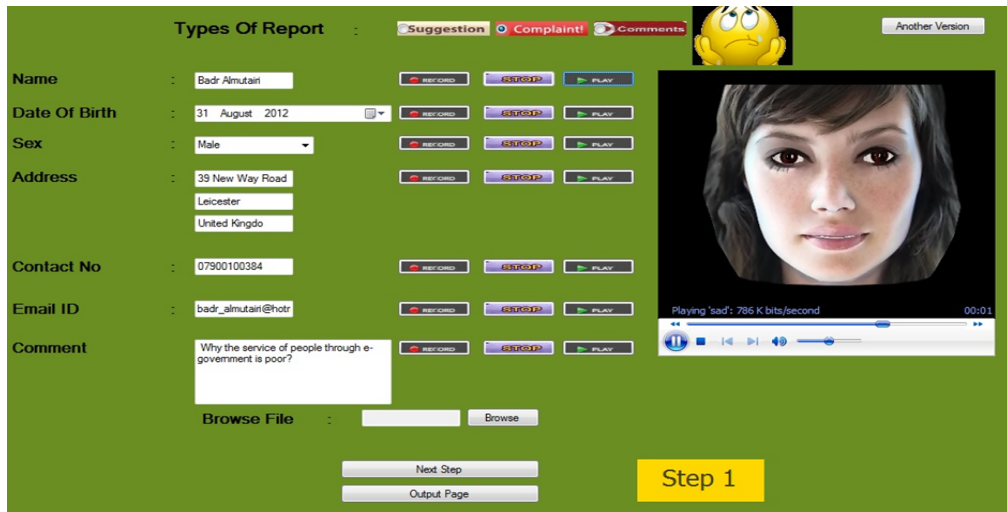 Types Of Report : Suggestion Complaint! Comments Another Version
Name : Badr Almutairi RECORD STOP PLAY
Date Of Birth : 31 August 2012 RECORD STOP PLAY
Sex : Male RECORD STOP PLAY
Address : 39 New Way Road RECORD STOP PLAY
Leicester
United Kingdo
Contact No : 07900100384 RECORD STOP PLAY
Email ID : badr_almutairi@hotr RECORD STOP PLAY
Playing 'sad': 786 K bits/second 00:01
Comment : Why the service of people through e- RECORD STOP PLAY
government is poor?
Browse File : Browse
Next Step
Output Page
Step 1